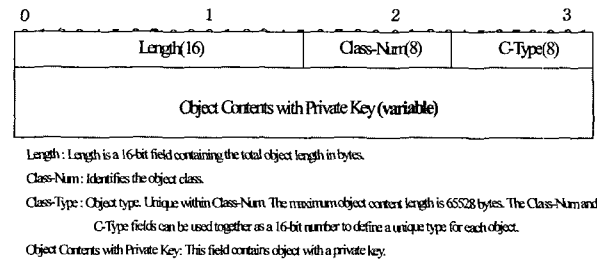 0 1 2 3
Length(16) Class-Num(8) C-Type(8)
Object Contents with Private Key (variable)
Length : Length is a 16-bit field containing the total object length in bytes.
Class-Num : Identifies the object class.
Class-Type : Object type. Unique within Class-Num. The maximum object content length is 65528 bytes. The Class-Num and
C-Type fields can be used together as a 16-bit number to define a unique type for each object.
Object Contents with Private Key: This field contains object with a private key.